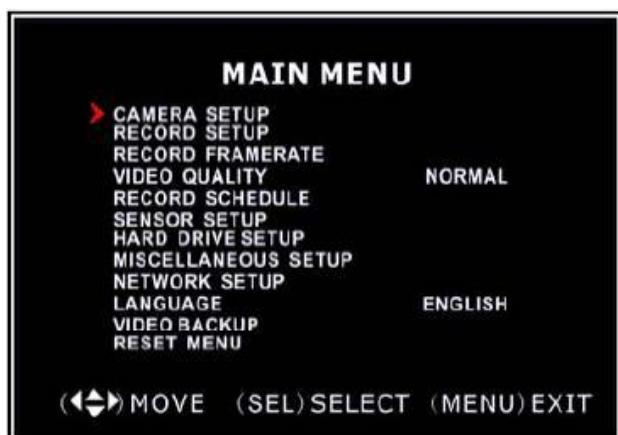 MAIN MENU
CAMERA SETUP
RECORD SETUP
RECORD FRAMERATE
VIDEO QUALITY NORMAL
RECORD SCHEDULE
SENSOR SETUP
HARD DRIVE SETUP
MISCELLANEOUS SETUP
NETWORK SETUP
LANGUAGE ENGLISH
VIDEO BACKUP
RESET MENU
() MOVE (SEL) SELECT (MENU) EXIT